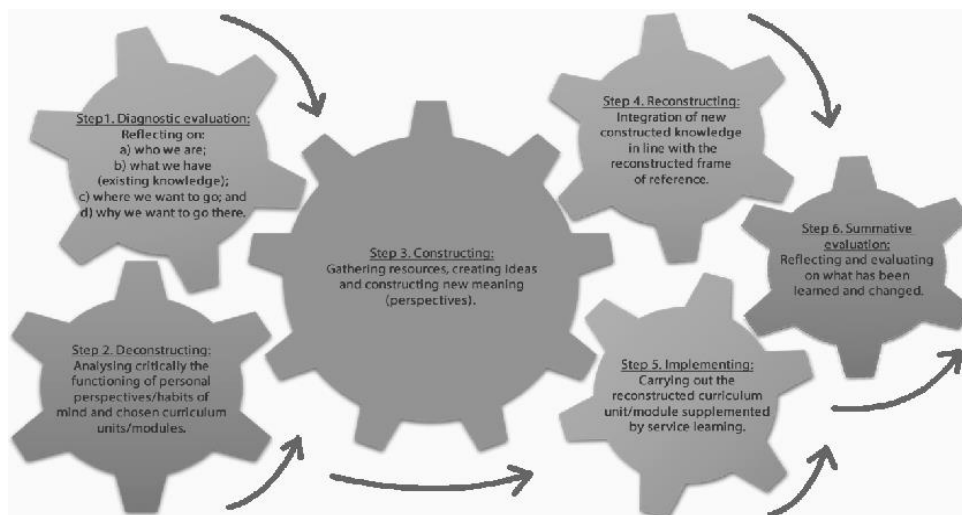 Step1. Diagnostic evaluation:
Reflecting on:
a) who we are;
b) what we have
(existing knowledge);
c) where we want to go; and
d) why we want to go there.
Step 2. Deconstructing:
Analysing critically the
functioning of personal
perspectives/habits of
mind and chosen curriculum
units/modules.
Step 3. Constructing:
Gathering resources, creating ideas
and constructing new meaning
(perspectives).
Step 4. Reconstructing:
Integration of new
constructed knowledge
in line with the
reconstructed frame
of reference.
Step 5. Implementing:
Carrying out the
reconstructed curriculum
unit/module supplemented
by service learning.
Step 6. Summative
evaluation:
Reflecting and evaluating
on what has been
learned and changed.